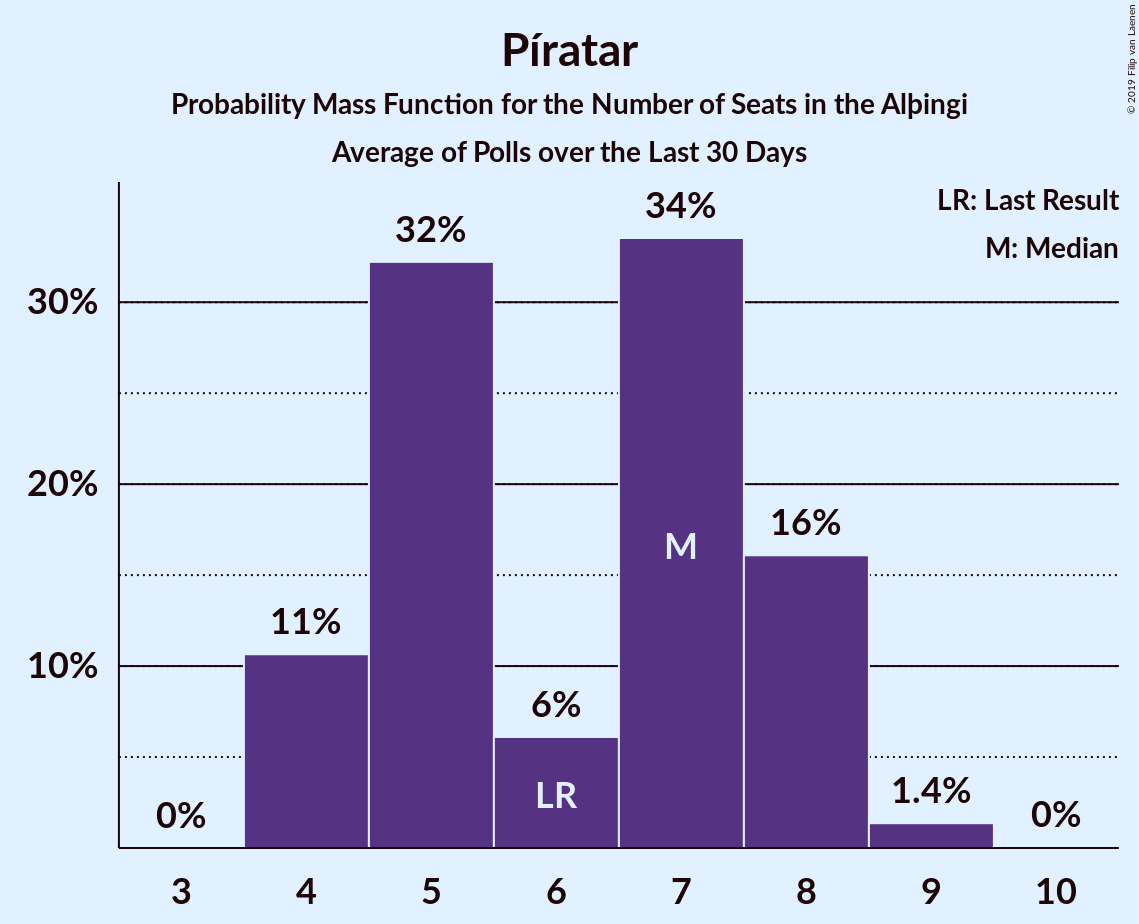 Píratar
Probability Mass Function for the Number of Seats in the Alþingi
Average of Polls over the Last 30 Days
© 2019 Filip van Laenen
LR: Last Result
M: Median
34%
32%
30%
20%
16%
M
11%
10%
6%
LR
1.4%
0%
0%
3 4 5 6 7 8 9 10